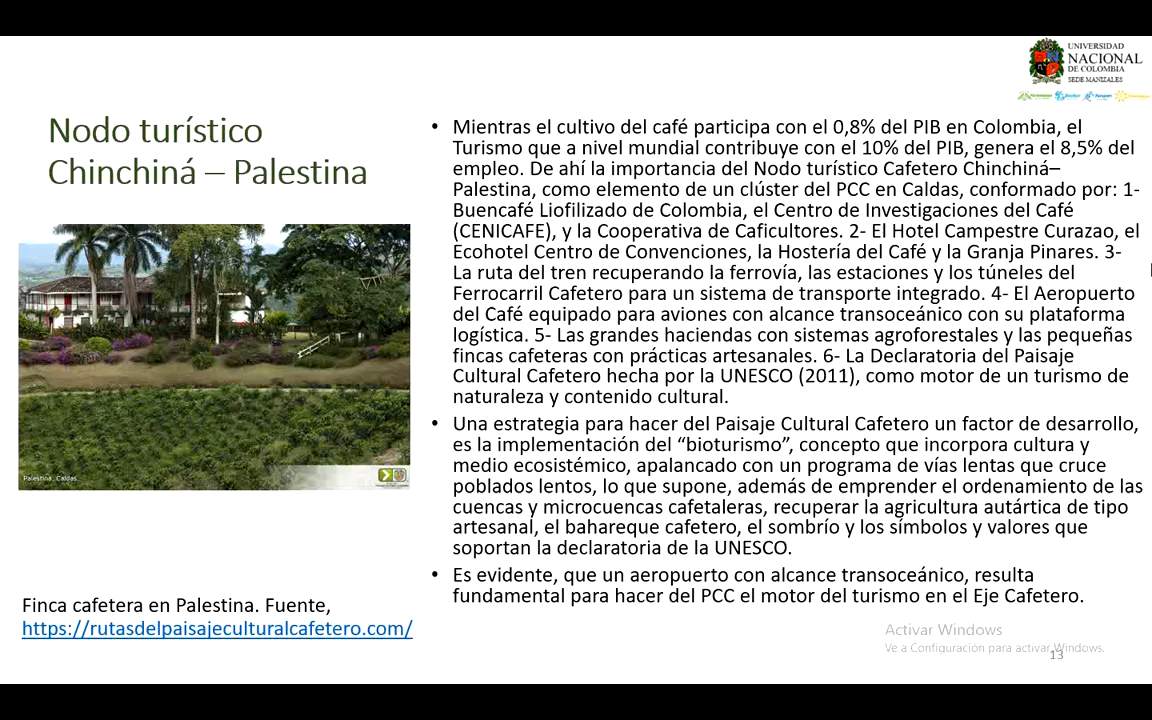 UNIVERSIDAD
NACIONAL
DE COLOMBIA
SEDE MANIZALES
Nodo turístico
Chinchiná – Palestina
Palestina, Caldas
Finca cafetera en Palestina. Fuente,
https://rutasdelpaisajeculturalcafetero.com/
• Mientras el cultivo del café participa con el 0,8% del PIB en Colombia, el
Turismo que a nivel mundial contribuye con el 10% del PIB, genera el 8,5% del
empleo. De ahí la importancia del Nodo turístico Cafetero Chinchiná–
Palestina, como elemento de un clúster del PCC en Caldas, conformado por: 1-
Buencafé Liofilizado de Colombia, el Centro de Investigaciones del Café
(CENICAFE), y la Cooperativa de Caficultores. 2- El Hotel Campestre Curazao, el
Ecohotel Centro de Convenciones, la Hostería del Café y la Granja Pinares. 3-
La ruta del tren recuperando la ferrovía, las estaciones y los túneles del
Ferrocarril Cafetero para un sistema de transporte integrado. 4- El Aeropuerto
del Café equipado para aviones con alcance transoceánico con su plataforma
logística. 5- Las grandes haciendas con sistemas agroforestales y las pequeñas
fincas cafeteras con prácticas artesanales. 6- La Declaratoria del Paisaje
Cultural Cafetero hecha por la UNESCO (2011), como motor de un turismo de
naturaleza y contenido cultural.
• Una estrategia para hacer del Paisaje Cultural Cafetero un factor de desarrollo,
es la implementación del “bioturismo”, concepto que incorpora cultura y
medio ecosistémico, apalancado con un programa de vías lentas que cruce
poblados lentos, lo que supone, además de emprender el ordenamiento de las
cuencas y microcuencas cafetaleras, recuperar la agricultura autártica de tipo
artesanal, el bahareque cafetero, el sombrío y los símbolos y valores que
soportan la declaratoria de la UNESCO.
• Es evidente, que un aeropuerto con alcance transoceánico, resulta
fundamental para hacer del PCC el motor del turismo en el Eje Cafetero.
Activar Windows
Ve a Configuración para activar Windows.
13